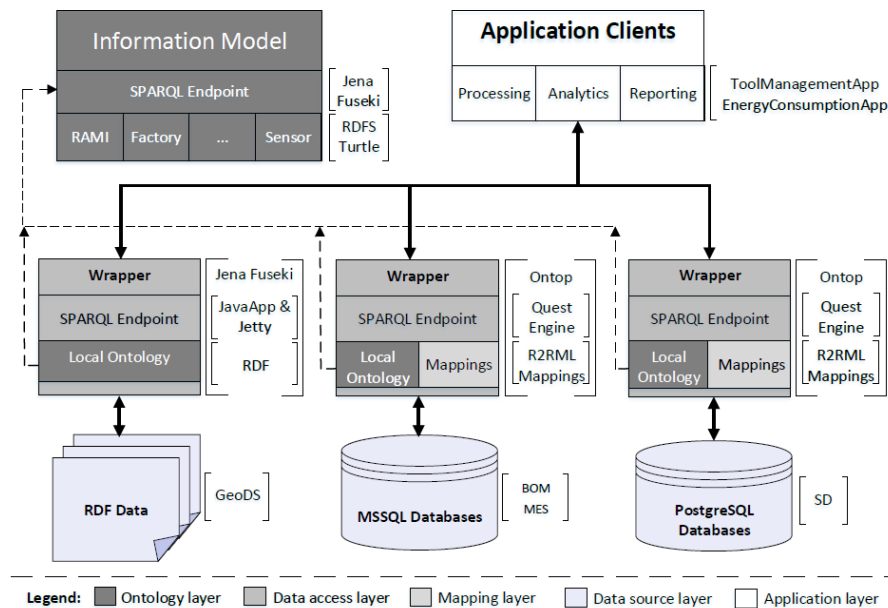 Information Model
SPARQL Endpoint
Jena
Fuseki
RAMI
Factory
...
Sensor
RDFS
Turtle
Application Clients
Processing
Analytics
Reporting
ToolManagementApp
EnergyConsumptionApp
Wrapper
Jena Fuseki
SPARQL Endpoint
JavaApp &
Jetty
Local Ontology
RDF
Wrapper
Ontop
SPARQL Endpoint
Quest
Engine
Local
Ontology
Mappings
R2RML
Mappings
Wrapper
Ontop
SPARQL Endpoint
Quest
Engine
Local
Ontology
Mappings
R2RML
Mappings
RDF Data
GeoDS
MSSQL Databases
BOM
MES
PostgreSQL
Databases
SD
Legend: Ontology layer Data access layer Mapping layer Data source layer Application layer